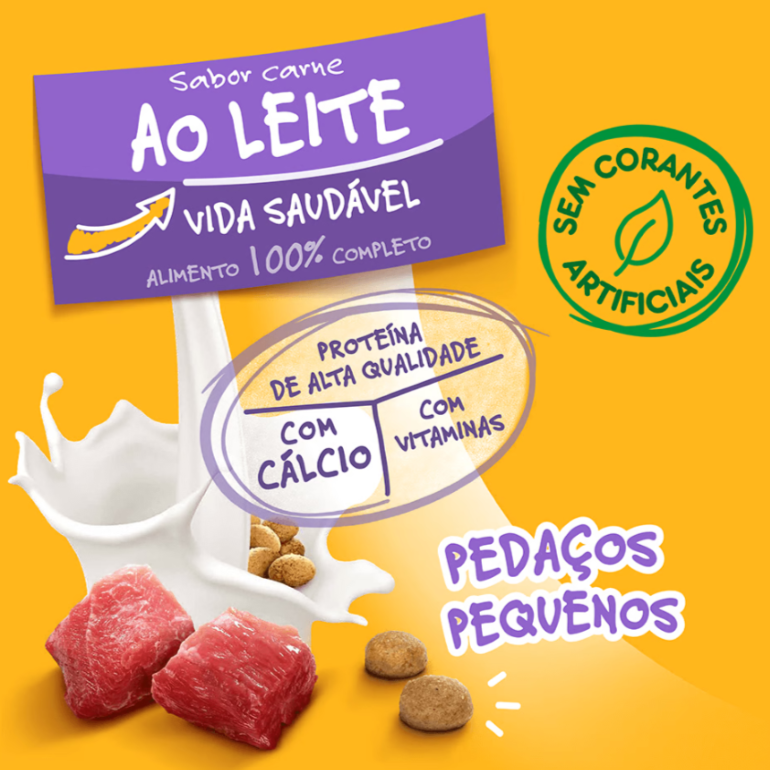 Sabor carne
AO LEITE
VIDA SAUDÁVEL
ALIMENTO 100% COMPLETO
SEM CORANTES
ARTIFICIAIS
PROTEÍNA
DE ALTA QUALIDADE
COM
CÁLCIO
COM
VITAMINAS
PEDAÇOS
PEQUENOS